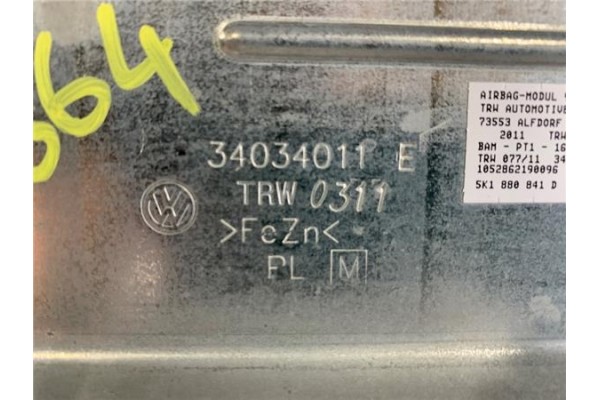 664
34034011 E
TRW 0311
>FeZn<
PL M
AIRBAG-MODUL
TRW AUTOMOTIVE
73553 ALFDORF
2011 TRW
BAM - PT1 - 16
TRW 077/11 34
1052862190096
5K1 880 841 D